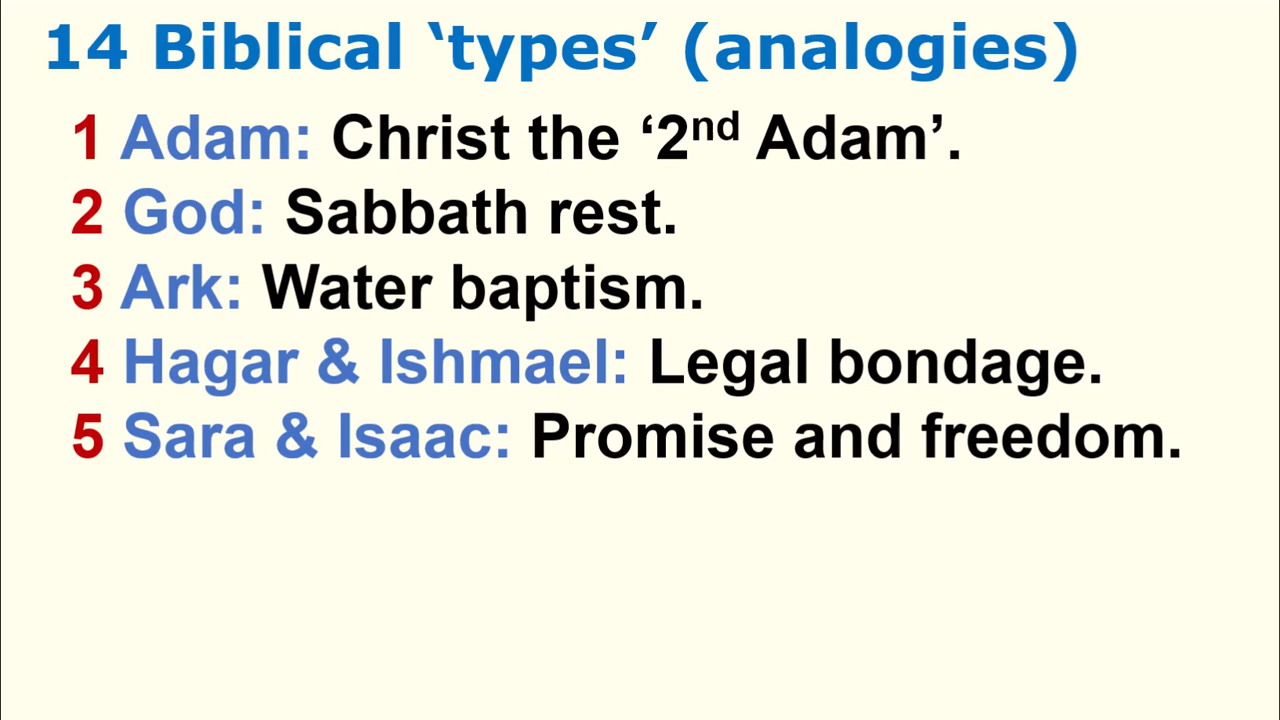 14 Biblical ‘types’ (analogies)
1 Adam: Christ the ‘2nd Adam’.
2 God: Sabbath rest.
3 Ark: Water baptism.
4 Hagar & Ishmael: Legal bondage.
5 Sara & Isaac: Promise and freedom.